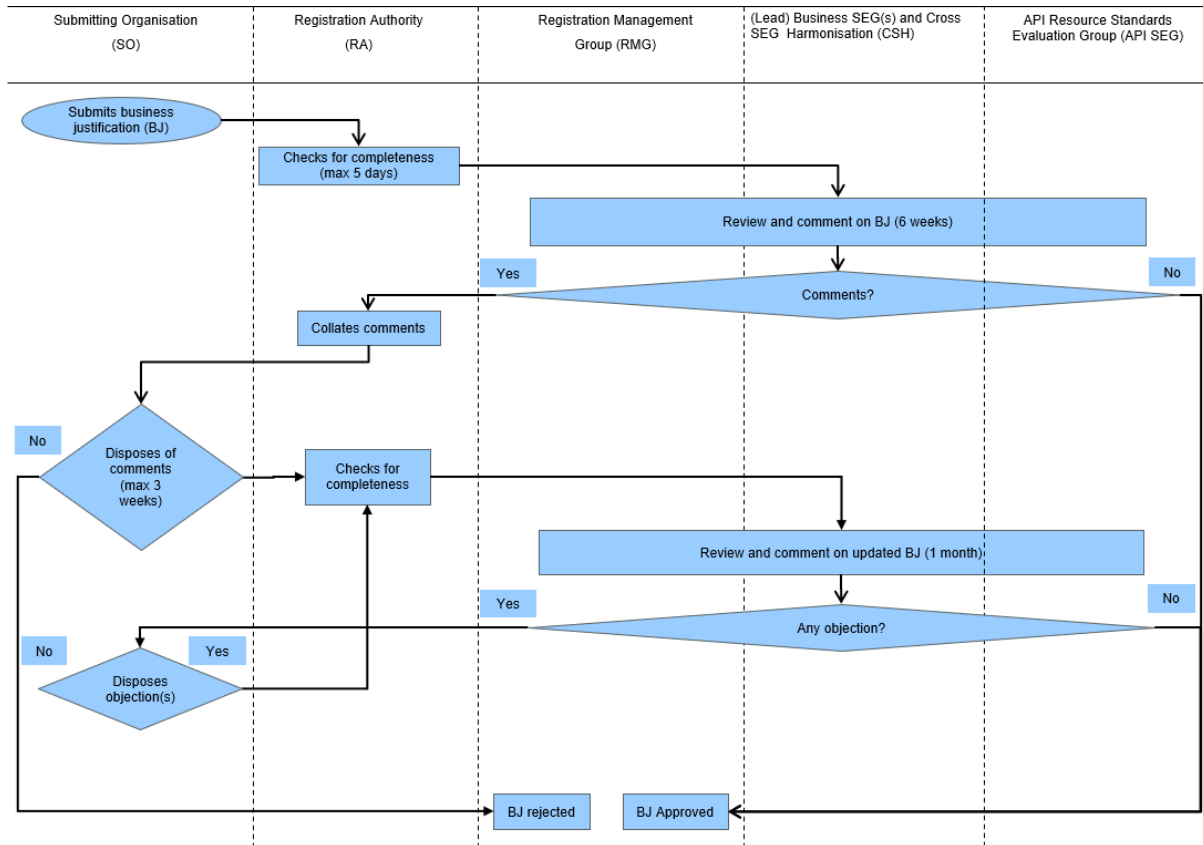 Submitting Organisation
(SO)
Registration Authority
(RA)
Registration Management
Group (RMG)
(Lead) Business SEG(s) and Cross
SEG Harmonisation (CSH)
API Resource Standards
Evaluation Group (API SEG)
Submits business
justification (BJ)
Checks for completeness
(max 5 days)
Review and comment on BJ (6 weeks)
Yes
No
Comments?
Collates comments
No
Disposes of
comments
(max 3
weeks)
Checks for
completeness
Review and comment on updated BJ (1 month)
Yes
No
Any objection?
No
Yes
Disposes
objection(s)
BJ rejected
BJ Approved